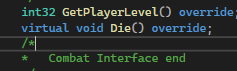 int32 GetPlayerLevel() override;
virtual void Die() override;
/*
* Combat Interface end